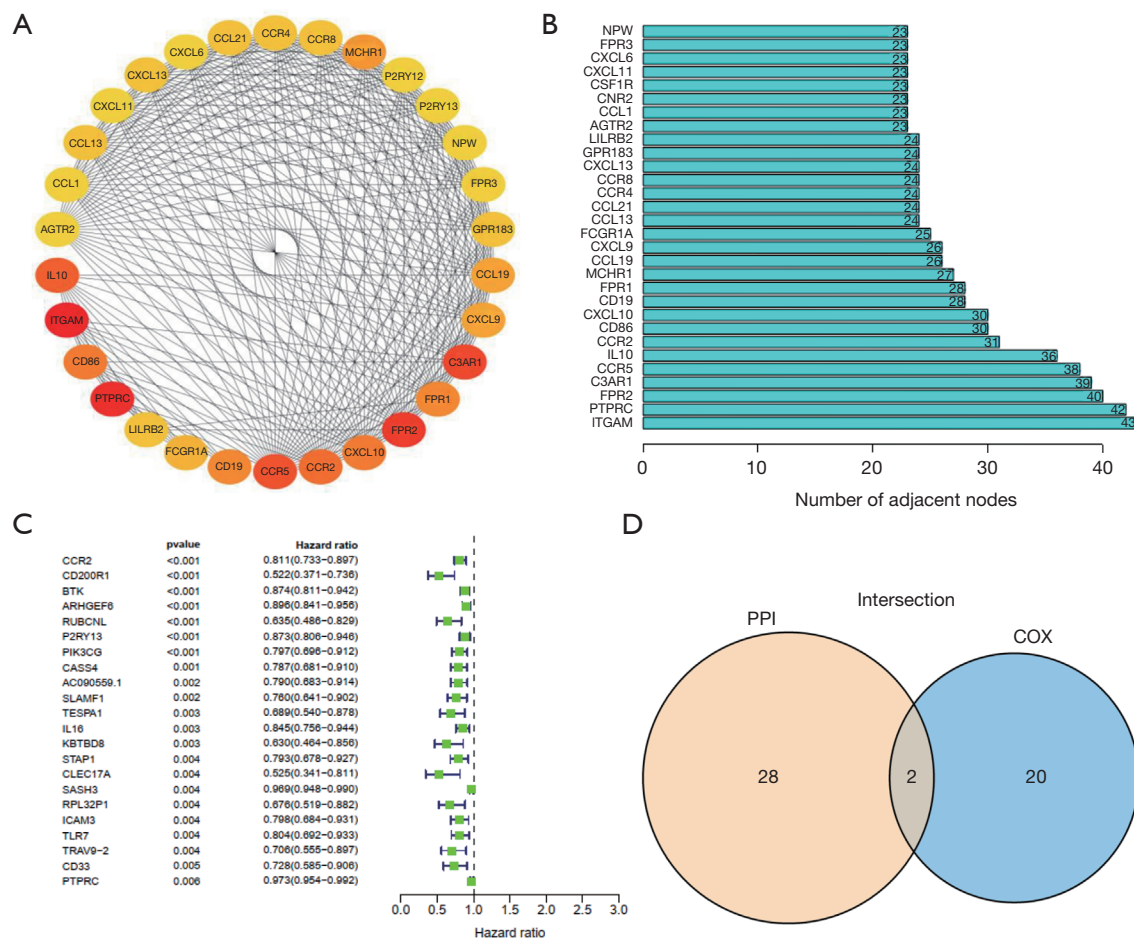 A
CCL21
CCR4
CCR8
MCHR1
P2RY12
P2RY13
NPW
FPR3
GPR183
CCL19
CXCL9
C3AR1
FPR1
FPR2
CXCL10
CCR2
CCR5
CD19
FCGR1A
LILRB2
PTPRC
CD86
ITGAM
IL10
AGTR2
CCL1
CCL13
CXCL11
CXCL13
CXCL6
B
NPW 23
FPR3 23
CXCL6 23
CXCL11 23
CSF1R 23
CNR2 23
CCL1 23
AGTR2 23
LILRB2 24
GPR183 24
CXCL13 24
CCR8 24
CCR4 24
CCL21 24
CCL13 24
FCGR1A 25
CXCL9 26
CCL19 26
MCHR1 27
FPR1 28
CD19 28
CXCL10 30
CD86 30
CCR2 31
IL10 36
CCR5 38
C3AR1 39
FPR2 40
PTPRC 42
ITGAM 43
0 10 20 30 40
Number of adjacent nodes
C
pvalue Hazard ratio
CCR2 <0.001 0.811(0.733−0.897)
CD200R1 <0.001 0.522(0.371−0.736)
BTK <0.001 0.874(0.811−0.942)
ARHGEF6 <0.001 0.896(0.841−0.956)
RUBCNL <0.001 0.635(0.486−0.829)
P2RY13 <0.001 0.873(0.806−0.946)
PIK3CG <0.001 0.797(0.696−0.912)
CASS4 0.001 0.787(0.681−0.910)
AC090559.1 0.002 0.790(0.683−0.914)
SLAMF1 0.002 0.760(0.641−0.902)
TESPA1 0.003 0.689(0.540−0.878)
IL16 0.003 0.845(0.756−0.944)
KBTBD8 0.003 0.630(0.464−0.856)
STAP1 0.004 0.793(0.678−0.927)
CLEC17A 0.004 0.525(0.341−0.811)
SASH3 0.004 0.969(0.948−0.990)
RPL32P1 0.004 0.676(0.519−0.882)
ICAM3 0.004 0.798(0.684−0.931)
TLR7 0.004 0.804(0.692−0.933)
TRAV9−2 0.004 0.706(0.555−0.897)
CD33 0.005 0.728(0.585−0.906)
PTPRC 0.006 0.973(0.954−0.992)
0.0 0.5 1.0 1.5 2.0 2.5 3.0
Hazard ratio
D
Intersection
PPI
COX
28
2
20